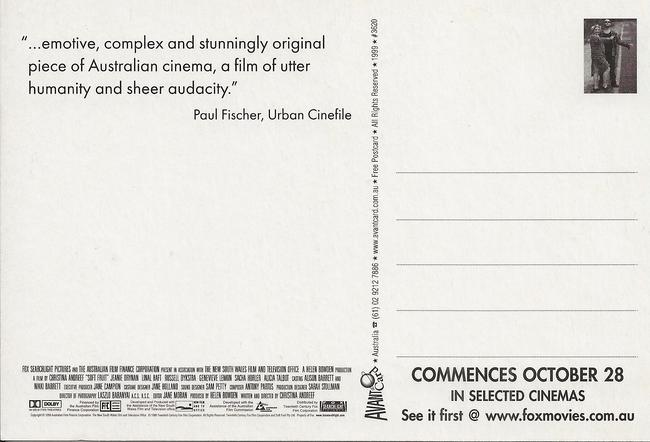 “...emotive, complex and stunningly original
piece of Australian cinema, a film of utter
humanity and sheer audacity.”
Paul Fischer, Urban Cinefile
FOX SEARCHLIGHT PICTURES AND THE AUSTRALIAN FILM FINANCE CORPORATION PRESENT IN ASSOCIATION WITH THE NEW SOUTH WALES FILM AND TELEVISION OFFICE A HELEN BOWDEN PRODUCTION
A FILM BY CHRISTINA ANDREEF "SOFT FRUIT" JEANIE DRYNAN LINAL HAFT RUSSELL DYKSTRA GENEVIEVE LEMON SACHA HORLER ALICIA TALBOT CASTING ALISON BARRETT AND
NIKKI BARRETT EXECUTIVE PRODUCER JANE CAMPION COSTUME DESIGNER JANE HOLLAND SOUND DESIGNER SAM PETTY COMPOSER ANTONY PARTOS PRODUCTION DESIGNER SARAH STOLLMAN
DIRECTOR OF PHOTOGRAPHY LASZLO BARANYAI A.C.S. H.S.C. EDITOR JANE MORAN PRODUCED BY HELEN BOWDEN WRITTEN AND DIRECTED BY CHRISTINA ANDREEF
DOLBY
AVANT Card ★ Australia ☎ (61) 02 9212 7886 ★ www.avantcard.com.au ★ Free Postcard ★ All Rights Reserved ★ 1999 ★ #3620
COMMENCES OCTOBER 28
IN SELECTED CINEMAS
See it first @ www.foxmovies.com.au